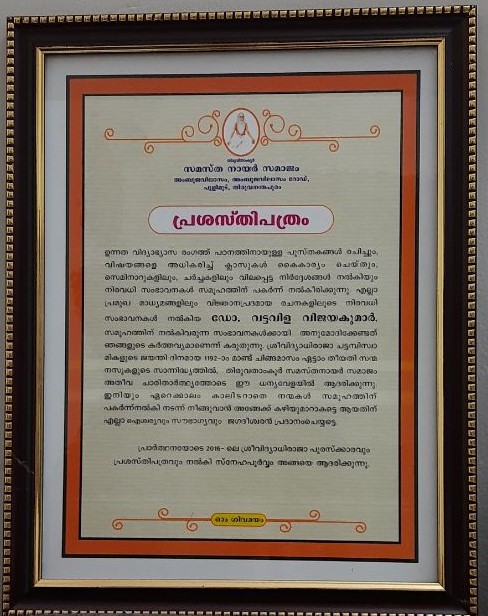 തിരുവിതാംകൂർ
സമസ്ത നായർ സമാജം
അംബുജവിലാസം, അംബുജവിലാസം റോഡ്,
പുളിമൂട്, തിരുവനന്തപുരം
പ്രശസ്തിപത്രം
ഉന്നത വിദ്യാഭ്യാസ രംഗത്ത് പഠനത്തിനായുള്ള പുസ്തകങ്ങൾ രചിച്ചും,
വിഷയങ്ങളെ അധികരിച്ച് ക്ലാസുകൾ കൈകാര്യം ചെയ്തും,
സെമിനാറുകളിലും, ചർച്ചകളിലും വിലപ്പെട്ട നിർദ്ദേശങ്ങൾ നൽകിയും
നിരവധി സംഭാവനകൾ സമൂഹത്തിന് പകർന്ന് നൽകിരിക്കുന്നു. എല്ലാ
പ്രമുഖ മാധ്യമങ്ങളിലും വിജ്ഞാനപ്രദമായ രചനകളിലൂടെ നിരവധി
സംഭാവനകൾ നൽകിയ ഡോ. വട്ടവിള വിജയകുമാർ,
സമൂഹത്തിന് നൽകിവരുന്ന സംഭാവനകൾക്കായി അനുമോദിക്കേണ്ടത്
ഞങ്ങളുടെ കർത്തവ്യമാണെന്ന് കരുതുന്നു. ശ്രീവിദ്യാധിരാജാ ചട്ടമ്പിസ്വാ
മികളുടെ ജയന്തി ദിനമായ 1192-ാം മാണ്ട് ചിങ്ങമാസം എട്ടാം തീയതി സന്മ
നസുകളുടെ സാന്നിദ്ധ്യത്തിൽ, തിരുവിതാംകൂർ സമസ്തനായർ സമാജം
അതീവ ചാരിതാർത്ഥ്യത്തോടെ ഈ ധന്യവേളയിൽ ആദരിക്കുന്നു.
ഇനിയും ഏറെക്കാലം കാലിടറാതെ നന്മകൾ സമൂഹത്തിന്
പകർന്ന്നൽകി നടന്ന് നീങ്ങുവാൻ അങ്ങേക്ക് കഴിയുമാറാകട്ടെ ആയതിന്
എല്ലാ ഐശ്വര്യവും സൗഭാഗ്യവും ജഗദീശ്വരൻ പ്രദാനംചെയ്യട്ടെ.
പ്രാർത്ഥനയോടെ 2016- ലെ ശ്രീവിദ്യാധിരാജാ പുരസ്ക്കാരവും
പ്രശസ്തിപത്രവും നൽകി സ്നേഹപൂർവ്വം അങ്ങയെ ആദരിക്കുന്നു.
ഓം ശിവമയം